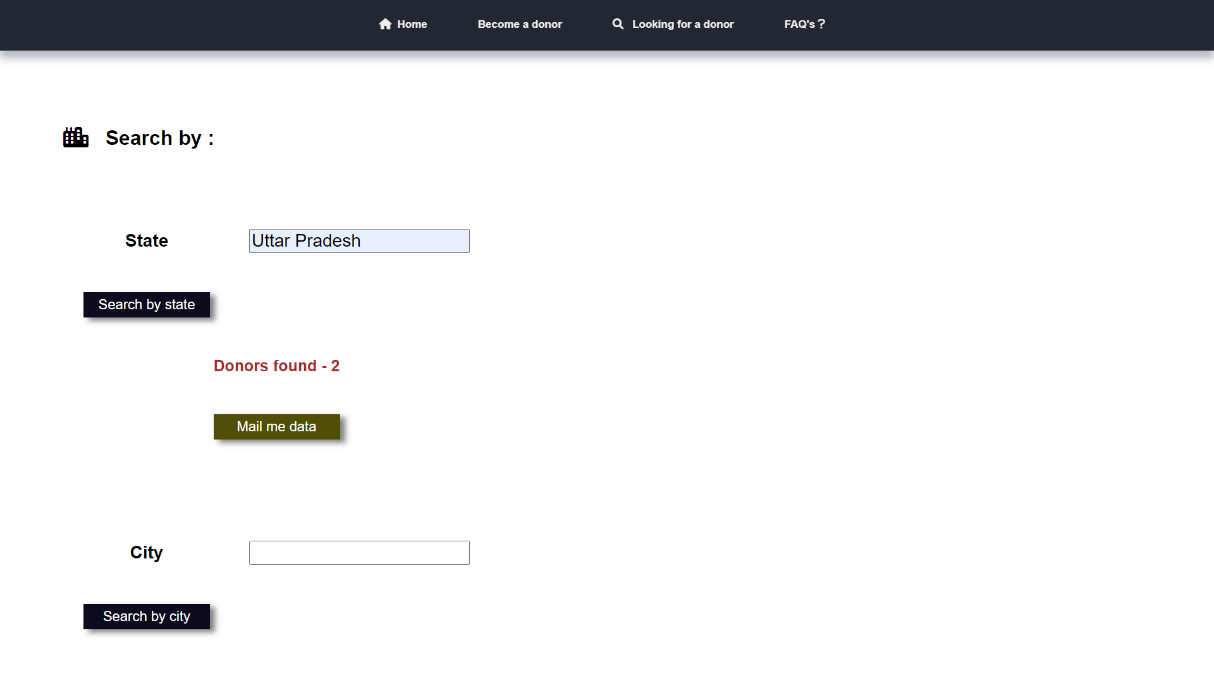 Home Become a donor Looking for a donor FAQ's ?
Search by :
State Uttar Pradesh
Search by state
Donors found - 2
Mail me data
City
Search by city